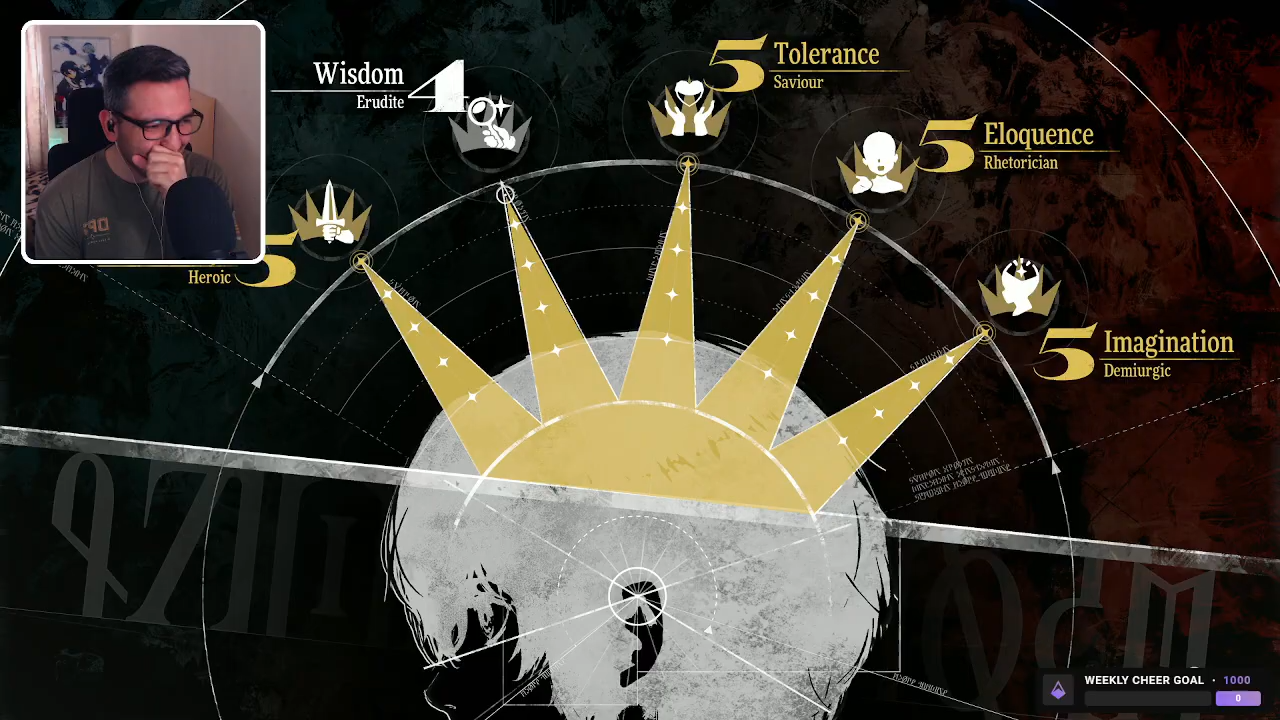 Wisdom
Erudite
4
5
Tolerance
Saviour
5
Eloquence
Rhetorician
Heroic
5
5
Imagination
Demiurgic
WEEKLY CHEER GOAL · 1000
0